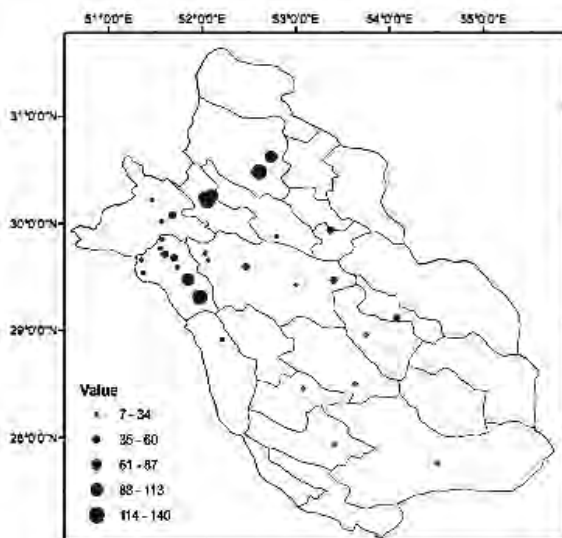 51°0'0"E 52°0'0"E 53°0'0"E 54°0'0"E 55°0'0"E
31°0'0"N
30°0'0"N
29°0'0"N
28°0'0"N
Value
7 - 34
35 - 60
61 - 87
88 - 113
114 - 140